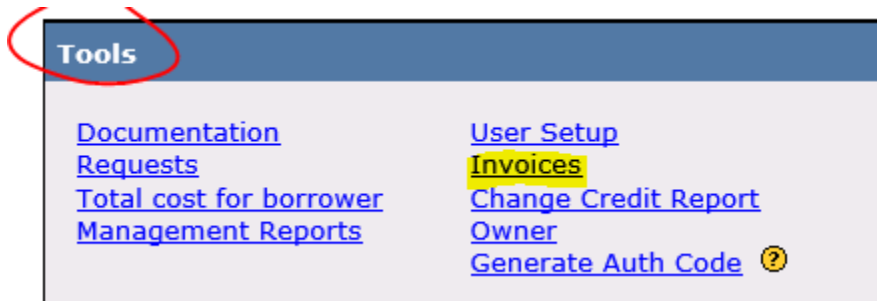 Tools
Documentation
Requests
Total cost for borrower
Management Reports
User Setup
Invoices
Change Credit Report
Owner
Generate Auth Code ?